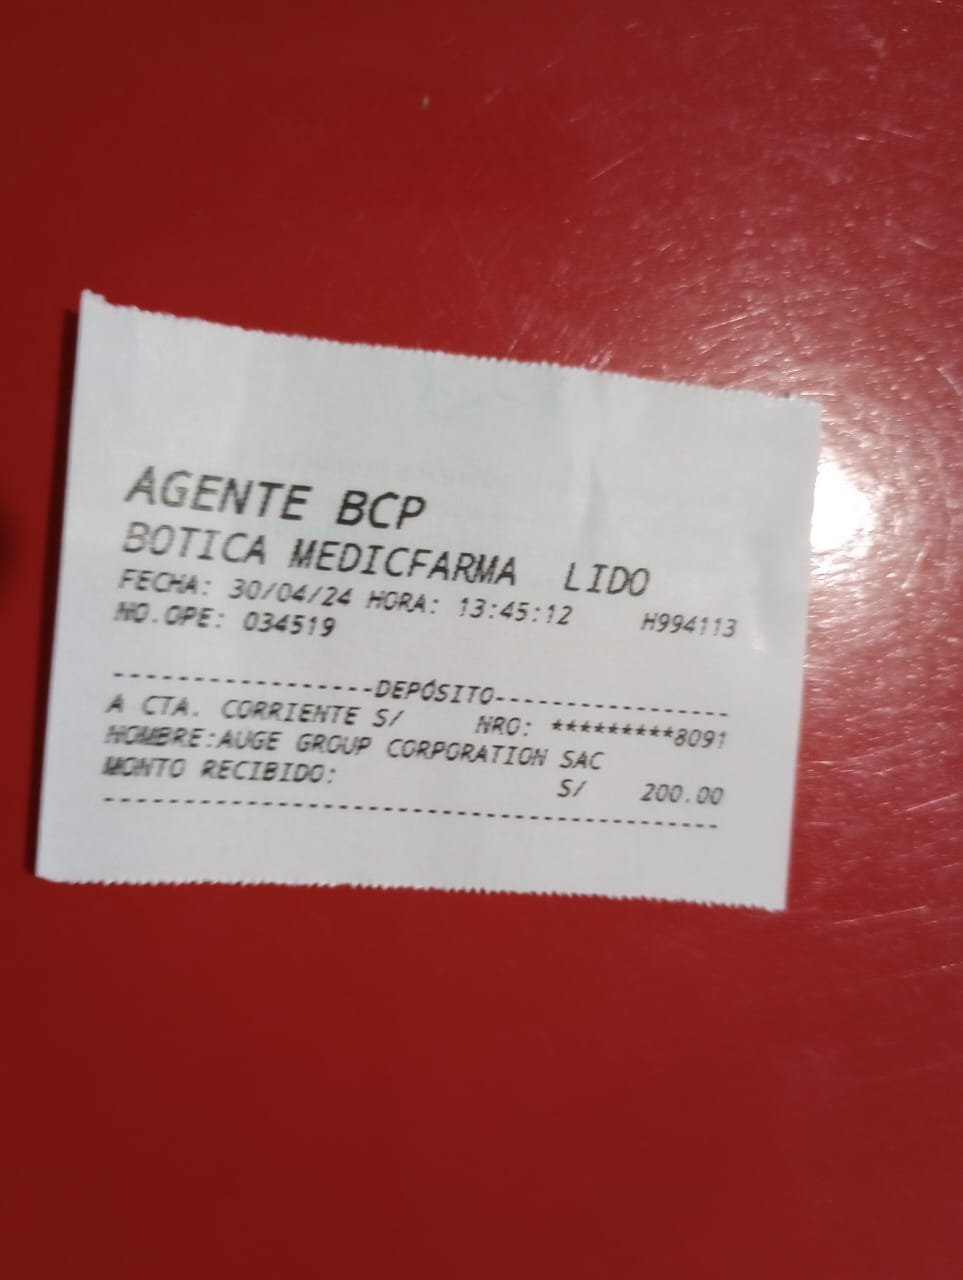 AGENTE BCP
BOTICA MEDICFARMA LIDO
FECHA: 30/04/24 HORA: 13:45:12 H994113
NO.OPE: 034519
-----------------DEPÓSITO-----------------
A CTA. CORRIENTE S/ NRO: *********8091
NOMBRE:AUGE GROUP CORPORATION SAC
MONTO RECIBIDO: S/ 200.00
------------------------------------------